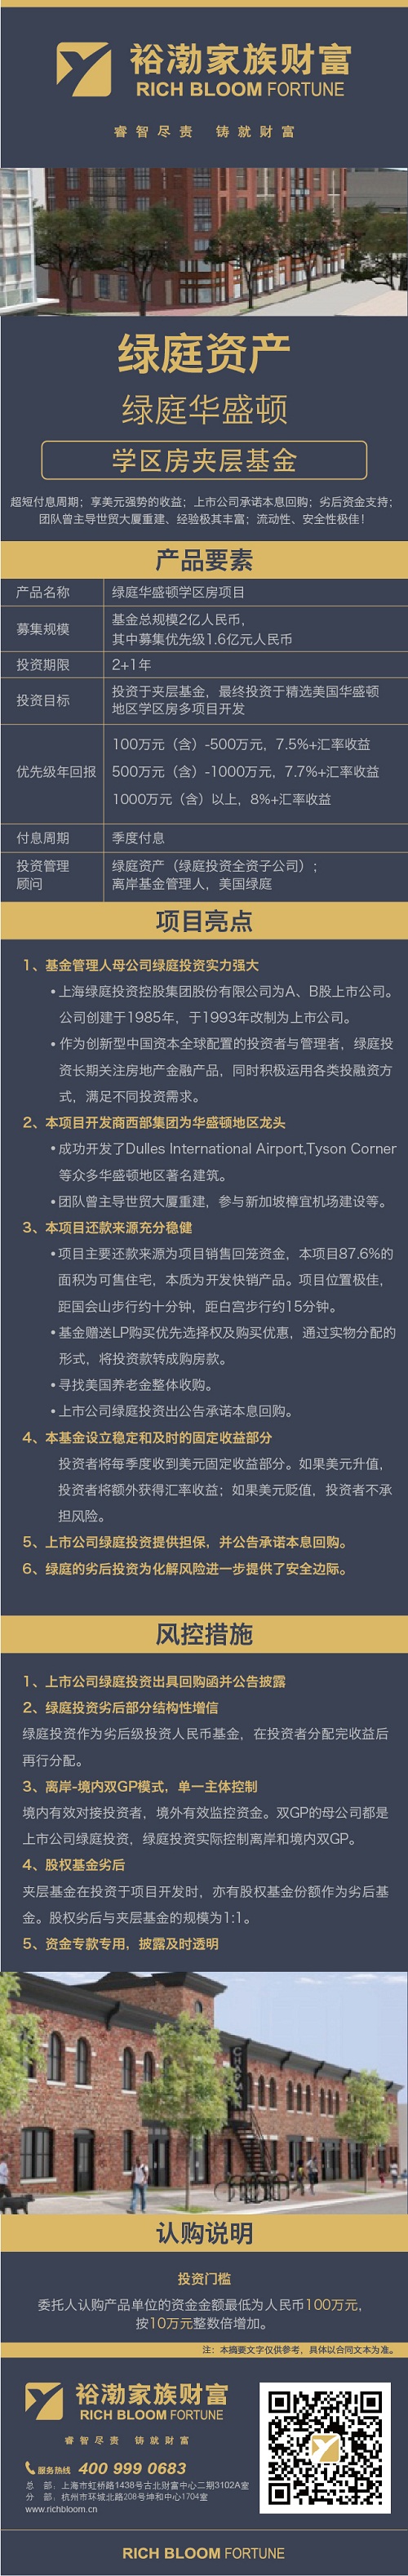 裕渤家族财富
RICH BLOOM FORTUNE
睿智尽责 铸就财富
绿庭资产
绿庭华盛顿
学区房夹层基金
超短付息周期；享美元强势的收益；上市公司承诺本息回购；劣后资金支持；
团队曾主导世贸大厦重建、经验极其丰富；流动性、安全性极佳！
产品要素
产品名称 绿庭华盛顿学区房项目
募集规模 基金总规模2亿人民币，
其中募集优先级1.6亿元人民币
投资期限 2+1年
投资目标 投资于夹层基金，最终投资于精选美国华盛顿
地区学区房多项目开发
优先级年回报 100万元（含）-500万元，7.5%+汇率收益
500万元（含）-1000万元，7.7%+汇率收益
1000万元（含）以上，8%+汇率收益
付息周期 季度付息
投资管理 绿庭资产（绿庭投资全资子公司）；
顾问 离岸基金管理人，美国绿庭
项目亮点
1、基金管理人母公司绿庭投资实力强大
•上海绿庭投资控股集团股份有限公司为A、B股上市公司。
公司创建于1985年，于1993年改制为上市公司。
•作为创新型中国资本全球配置的投资者与管理者，绿庭投
资长期关注房地产金融产品，同时积极运用各类投融资方
式，满足不同投资需求。
2、本项目开发商西部集团为华盛顿地区龙头
•成功开发了Dulles International Airport,Tyson Corner
等众多华盛顿地区著名建筑。
•团队曾主导世贸大厦重建，参与新加坡樟宜机场建设等。
3、本项目还款来源充分稳健
•项目主要还款来源为项目销售回笼资金，本项目87.6%的
面积为可售住宅，本质为开发快销产品。项目位置极佳，
距国会山步行约十分钟，距白宫步行约15分钟。
•基金赠送LP购买优先选择权及购买优惠，通过实物分配的
形式，将投资款转成购房款。
•寻找美国养老金整体收购。
•上市公司绿庭投资出公告承诺本息回购。
4、本基金设立稳定和及时的固定收益部分
投资者将每季度收到美元固定收益部分。如果美元升值，
投资者将额外获得汇率收益；如果美元贬值，投资者不承
担风险。
5、上市公司绿庭投资提供担保，并公告承诺本息回购。
6、绿庭的劣后投资为化解风险进一步提供了安全边际。
风控措施
1、上市公司绿庭投资出具回购函并公告披露
2、绿庭投资劣后部分结构性增信
绿庭投资作为劣后级投资人民币基金，在投资者分配完收益后
再行分配。
3、离岸-境内双GP模式，单一主体控制
境内有效对接投资者，境外有效监控资金。双GP的母公司都是
上市公司绿庭投资，绿庭投资实际控制离岸和境内双GP。
4、股权基金劣后
夹层基金在投资于项目开发时，亦有股权基金份额作为劣后基
金。股权劣后与夹层基金的规模为1:1。
5、资金专款专用，披露及时透明
认购说明
投资门槛
委托人认购产品单位的资金金额最低为人民币100万元，
按10万元整数倍增加。
注：本摘要文字仅供参考，具体以合同文本为准。
裕渤家族财富
RICH BLOOM FORTUNE
睿智尽责 铸就财富
服务热线 400 999 0683
总 部：上海市虹桥路1438号古北财富中心二期3102A室
分 部：杭州市环城北路208号坤和中心1704室
www.richbloom.cn
RICH BLOOM FORTUNE